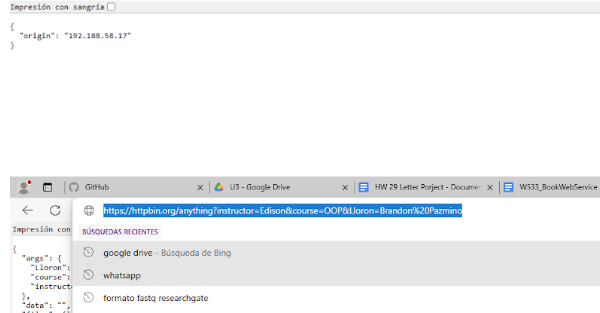 Impresión con sangría
{
"origin": "192.188.58.17"
}
GitHub
U3 - Google Drive
HW 29 Letter Porject - Documen
WS33_BookWebService
https://httpbin.org/anything?instructor=Edison&course=OOP&Lloron=Brandon%20Pazmino
Impresión con
BÚSQUEDAS RECIENTES
{
google drive - Búsqueda de Bing
"args": {
"Lloron":
whatsapp
"course":
"instruct
},
formato fastq researchgate
"data": "",